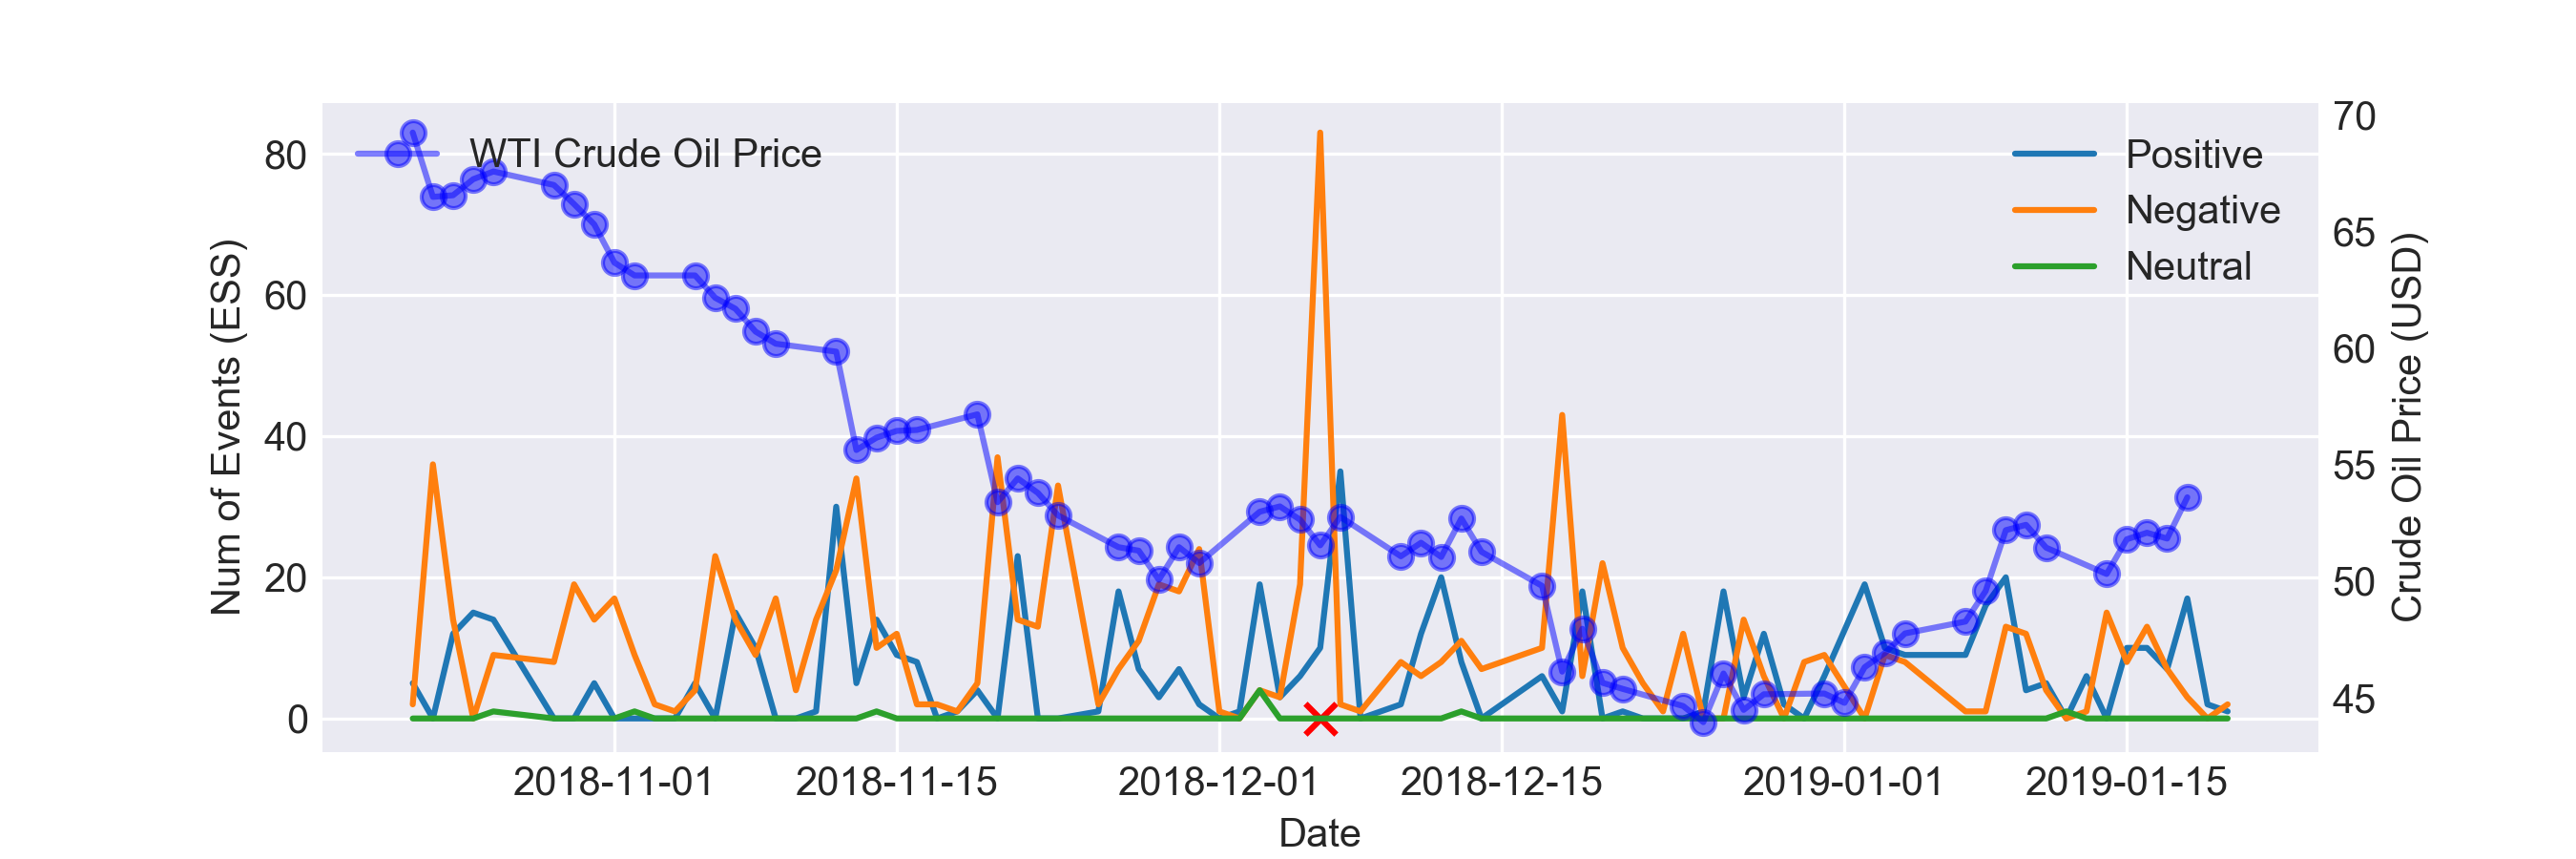 WTI Crude Oil Price
Positive
Negative
Neutral
Num of Events (ESS)
80
60
40
20
0
Crude Oil Price (USD)
70
65
60
55
50
45
2018-11-01 2018-11-15 2018-12-01 2018-12-15 2019-01-01 2019-01-15
Date